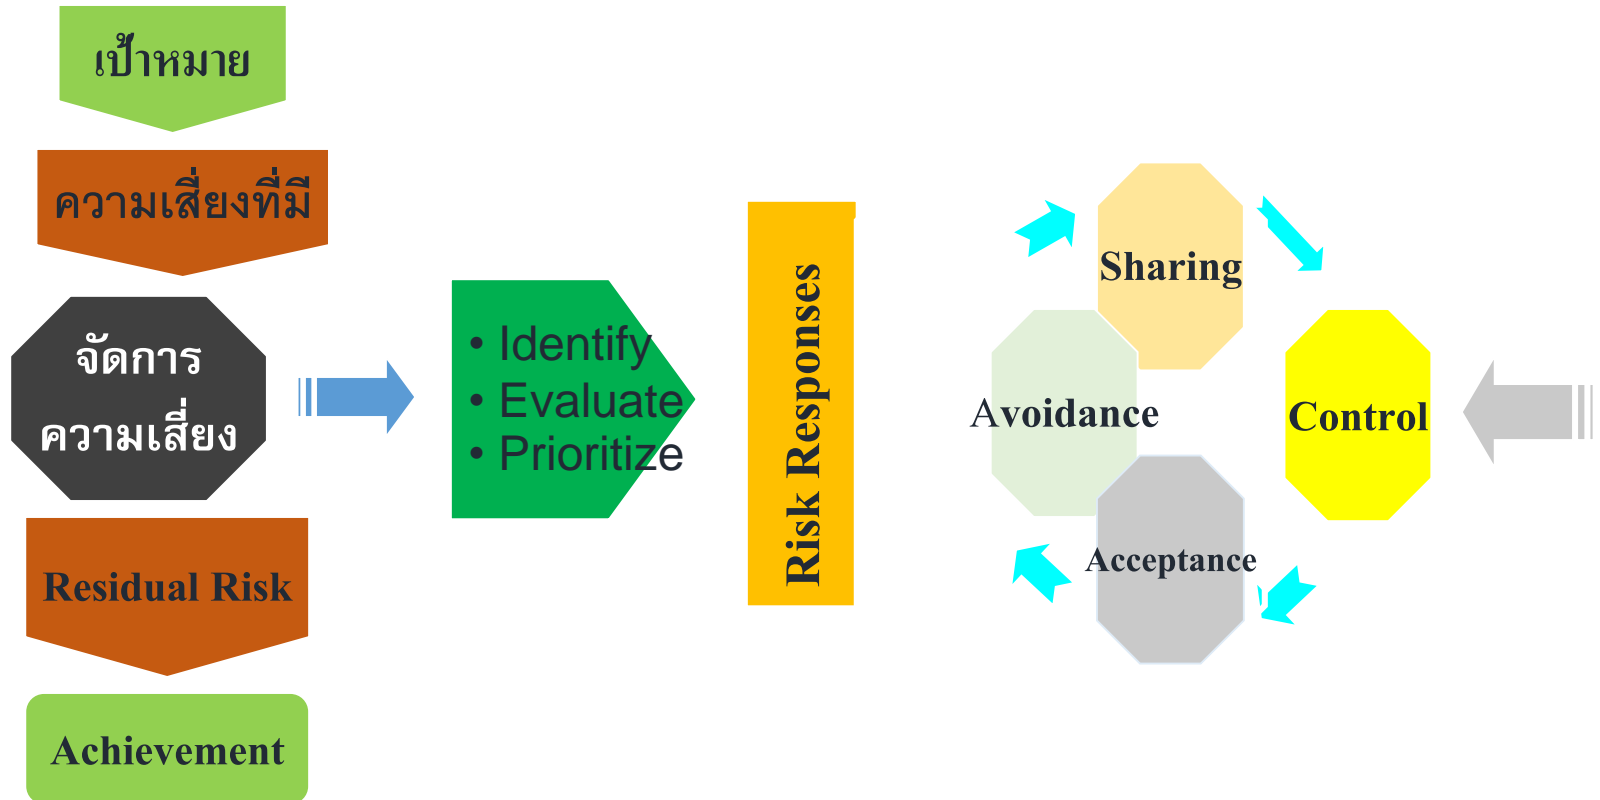 เป้าหมาย
ความเสี่ยงที่มี
จัดการ
ความเสี่ยง
Residual Risk
Achievement
• Identify
• Evaluate
• Prioritize
Risk Responses
Sharing
Avoidance
Control
Acceptance